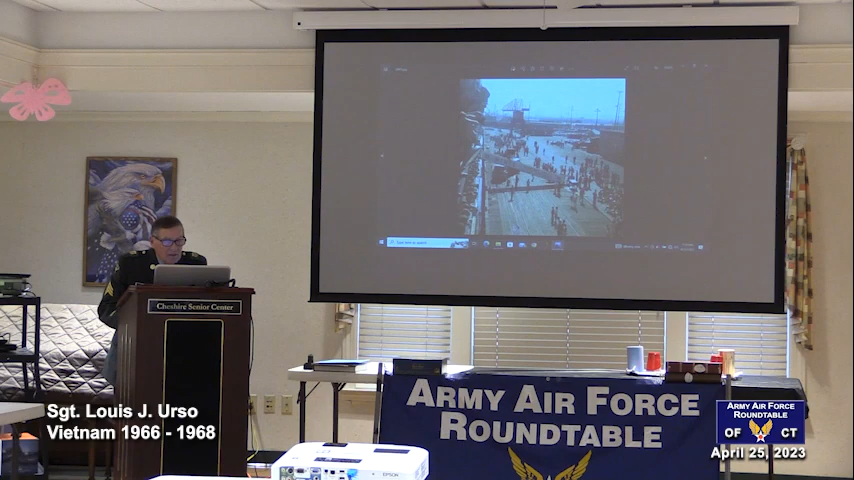 Cheshire Senior Center
Sgt. Louis J. Urso
Vietnam 1966 - 1968
ARMY AIR FORCE
ROUNDTABLE
ARMY AIR FORCE
ROUNDTABLE
OF CT
April 25, 2023
EPSON